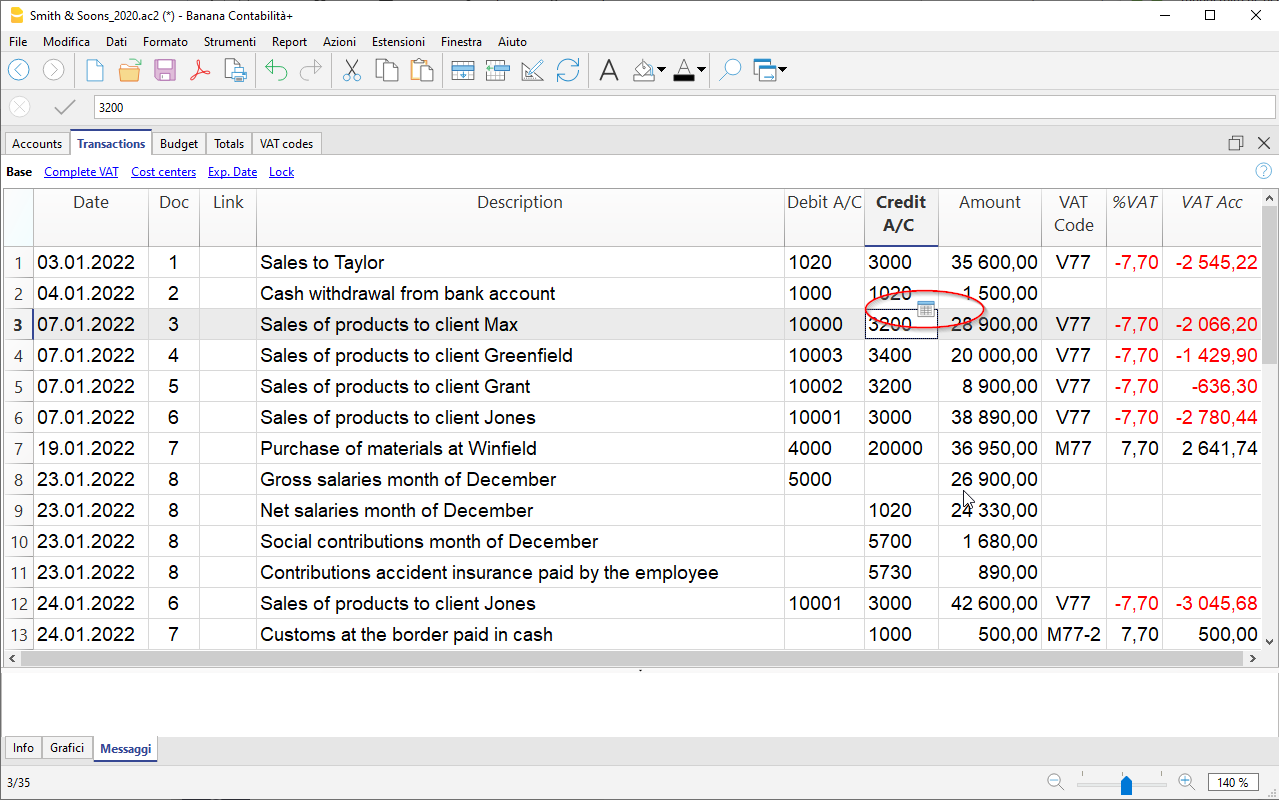 Smith & Soons_2020.ac2 (*) - Banana Contabilità+
File Modifica Dati Formato Strumenti Report Azioni Estensioni Finestra Aiuto
3200
Accounts Transactions Budget Totals VAT codes
Base Complete VAT Cost centers Exp. Date Lock
Date Doc Link Description Debit A/C Credit A/C Amount VAT Code %VAT VAT Acc
1 03.01.2022 1 Sales to Taylor 1020 3000 35 600,00 V77 -7,70 -2 545,22
2 04.01.2022 2 Cash withdrawal from bank account 1000 1020 1 500,00
3 07.01.2022 3 Sales of products to client Max 10000 3200 28 900,00 V77 -7,70 -2 066,20
4 07.01.2022 4 Sales of products to client Greenfield 10003 3400 20 000,00 V77 -7,70 -1 429,90
5 07.01.2022 5 Sales of products to client Grant 10002 3200 8 900,00 V77 -7,70 -636,30
6 07.01.2022 6 Sales of products to client Jones 10001 3000 38 890,00 V77 -7,70 -2 780,44
7 19.01.2022 7 Purchase of materials at Winfield 4000 20000 36 950,00 M77 7,70 2 641,74
8 23.01.2022 8 Gross salaries month of December 5000 26 900,00
9 23.01.2022 8 Net salaries month of December 1020 24 330,00
10 23.01.2022 8 Social contributions month of December 5700 1 680,00
11 23.01.2022 8 Contributions accident insurance paid by the employee 5730 890,00
12 24.01.2022 6 Sales of products to client Jones 10001 3000 42 600,00 V77 -7,70 -3 045,68
13 24.01.2022 7 Customs at the border paid in cash 1000 500,00 M77-2 7,70 500,00
Info Grafici Messaggi
3/35 140 %